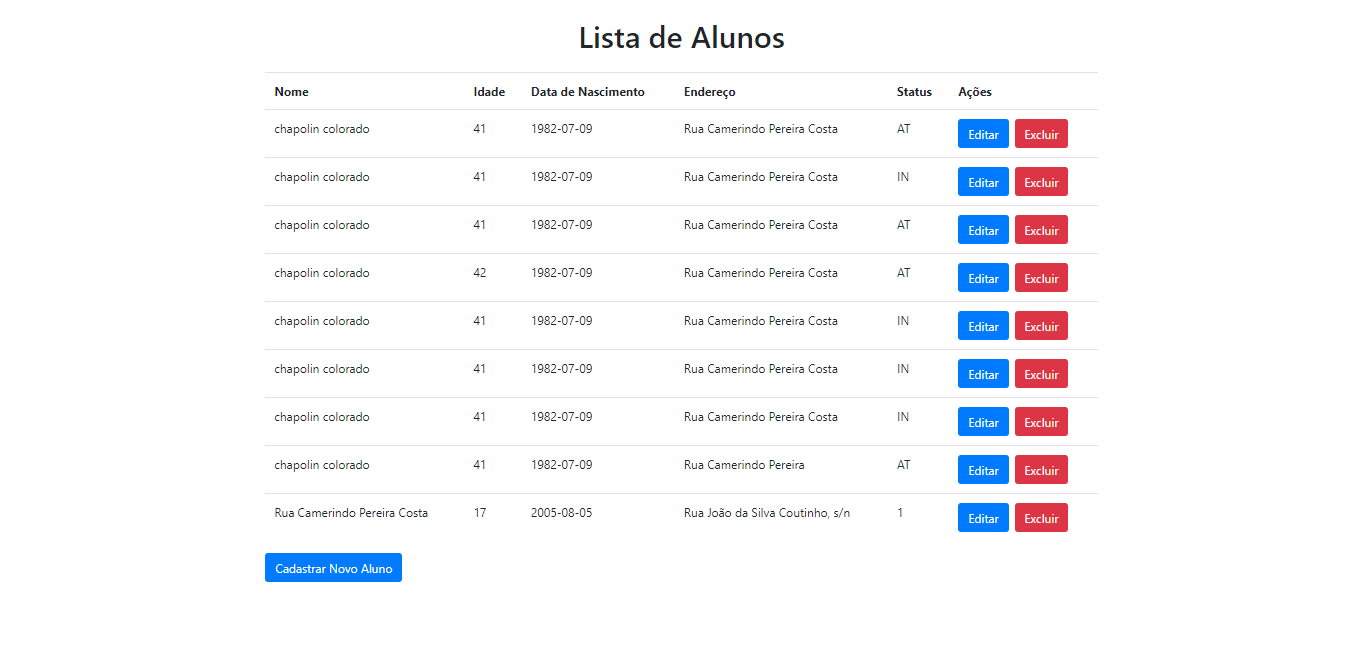 Lista de Alunos
Nome Idade Data de Nascimento Endereço Status Ações
chapolin colorado 41 1982-07-09 Rua Camerindo Pereira Costa AT Editar Excluir
chapolin colorado 41 1982-07-09 Rua Camerindo Pereira Costa IN Editar Excluir
chapolin colorado 41 1982-07-09 Rua Camerindo Pereira Costa AT Editar Excluir
chapolin colorado 42 1982-07-09 Rua Camerindo Pereira Costa AT Editar Excluir
chapolin colorado 41 1982-07-09 Rua Camerindo Pereira Costa IN Editar Excluir
chapolin colorado 41 1982-07-09 Rua Camerindo Pereira Costa IN Editar Excluir
chapolin colorado 41 1982-07-09 Rua Camerindo Pereira Costa IN Editar Excluir
chapolin colorado 41 1982-07-09 Rua Camerindo Pereira AT Editar Excluir
Rua Camerindo Pereira Costa 17 2005-08-05 Rua João da Silva Coutinho, s/n 1 Editar Excluir
Cadastrar Novo Aluno